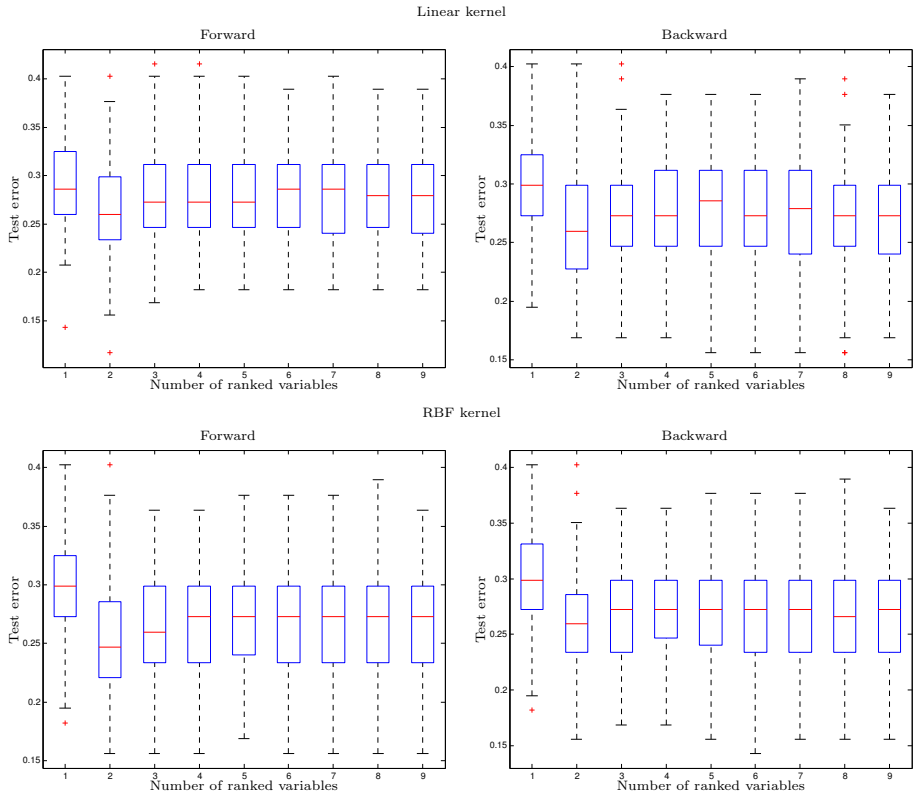 Linear kernel
Forward
Backward
0.4
0.35
0.3
0.25
0.2
0.15
Test error
1 2 3 4 5 6 7 8 9
Number of ranked variables
0.4
0.35
0.3
0.25
0.2
0.15
Test error
1 2 3 4 5 6 7 8 9
Number of ranked variables
RBF kernel
Forward
Backward
0.4
0.35
0.3
0.25
0.2
0.15
Test error
1 2 3 4 5 6 7 8 9
Number of ranked variables
0.4
0.35
0.3
0.25
0.2
0.15
Test error
1 2 3 4 5 6 7 8 9
Number of ranked variables